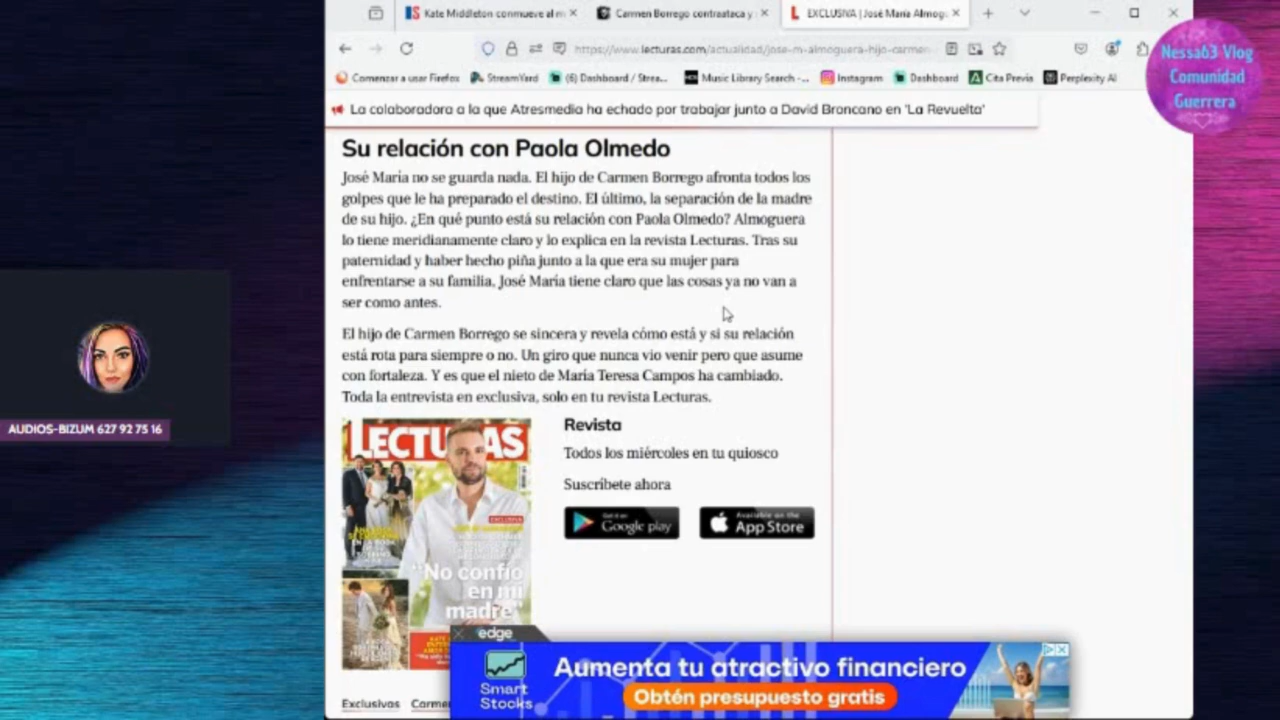 Kate Middleton conmueve al m
Carmen Borrego contraataca y
EXCLUSIVA | José María Almogu
https://www.lecturas.com/actualidad/jose-m-almoguera-hijo-carmen
Comenzar a usar Firefox
StreamYard
(6) Dashboard / Strea...
Music Library Search -...
Instagram
Dashboard
Cita Previa
Perplexity AI
Nessa63 Vlog
Comunidad
Guerrera
La colaboradora a la que Atresmedia ha echado por trabajar junto a David Broncano en 'La Revuelta'
Su relación con Paola Olmedo
José María no se guarda nada. El hijo de Carmen Borrego afronta todos los
golpes que le ha preparado el destino. El último, la separación de la madre
de su hijo. ¿En qué punto está su relación con Paola Olmedo? Almoguera
lo tiene meridianamente claro y lo explica en la revista Lecturas. Tras su
paternidad y haber hecho piña junto a la que era su mujer para
enfrentarse a su familia, José María tiene claro que las cosas ya no van a
ser como antes.
El hijo de Carmen Borrego se sincera y revela cómo está y si su relación
está rota para siempre o no. Un giro que nunca vio venir pero que asume
con fortaleza. Y es que el nieto de María Teresa Campos ha cambiado.
Toda la entrevista en exclusiva, solo en tu revista Lecturas.
AUDIOS-BIZUM 627 92 75 16
LECTURAS
EXCLUSIVA
"No confío
en mi
madre"
Revista
Todos los miércoles en tu quiosco
Suscríbete ahora
Get it on
Google play
Available on the
App Store
edge
Smart
Stocks
Aumenta tu atractivo financiero
Obtén presupuesto gratis
Exclusivas
Carme